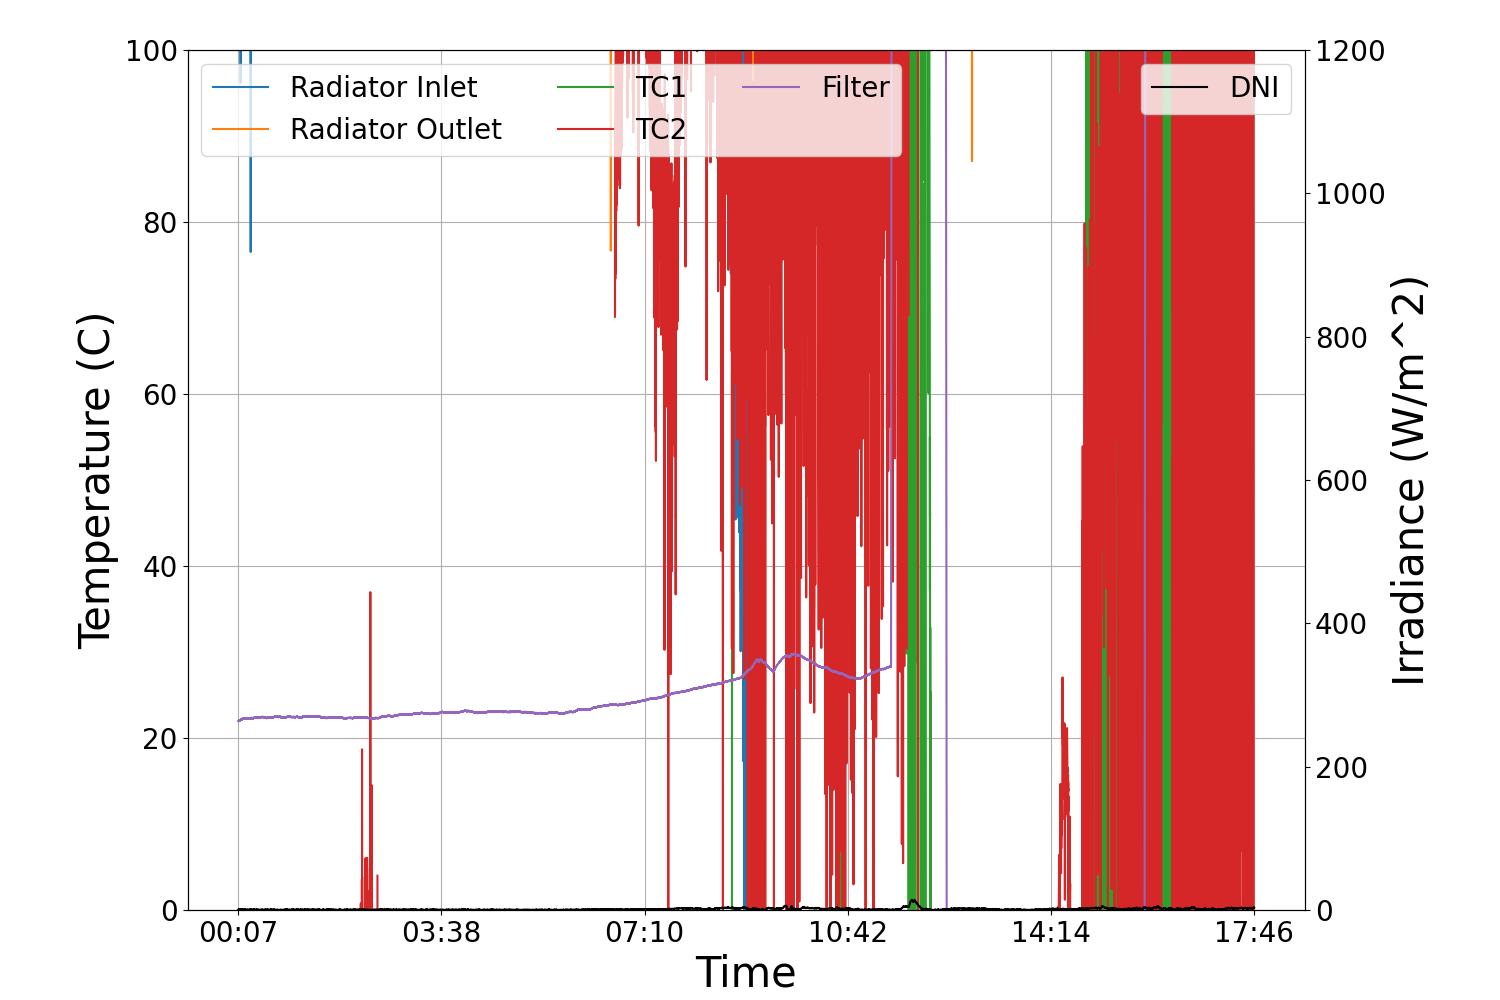 100
80
60
40
20
0
Temperature (C)
Radiator Inlet
Radiator Outlet
TC1
TC2
Filter
DNI
1200
1000
800
600
400
200
0
Irradiance (W/m^2)
00:07
03:38
07:10
10:42
14:14
17:46
Time